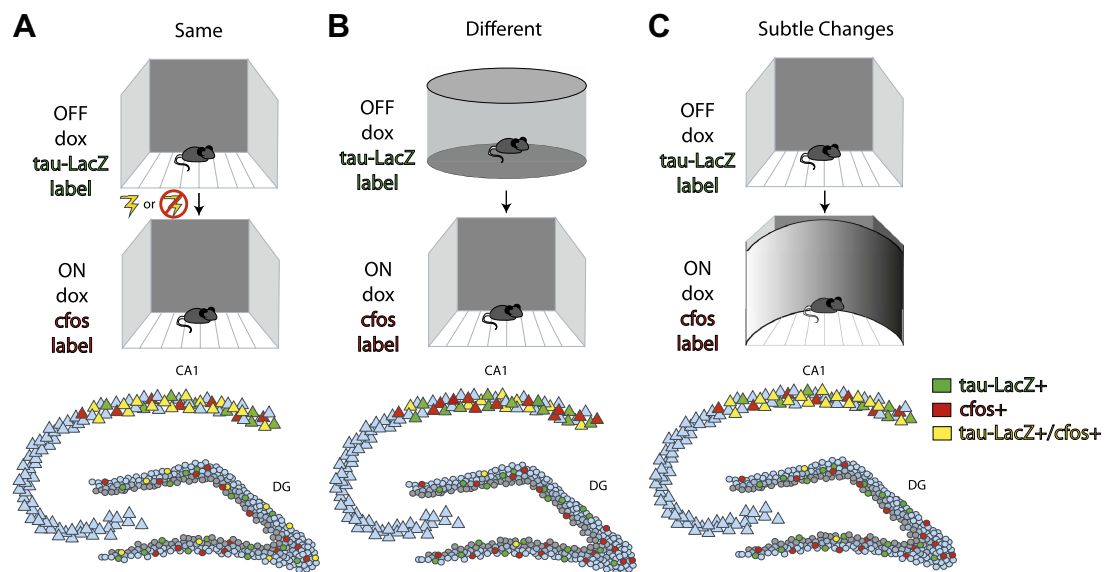 A
Same
OFF
dox
tau-LacZ
label
or
ON
dox
cfos
label
CA1
DG
B
Different
OFF
dox
tau-LacZ
label
ON
dox
cfos
label
CA1
DG
C
Subtle Changes
OFF
dox
tau-LacZ
label
ON
dox
cfos
label
CA1
DG
tau-LacZ+
cfos+
tau-LacZ+/cfos+